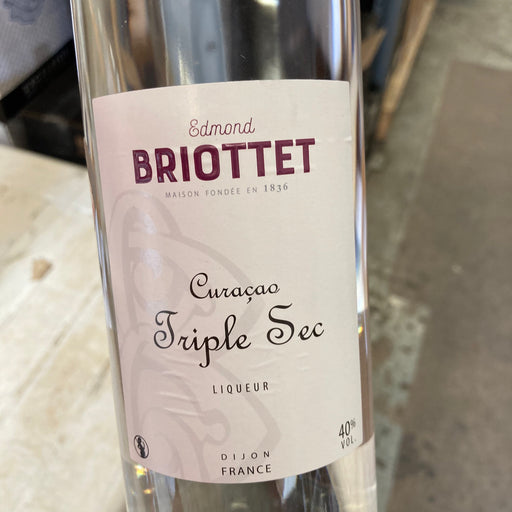 Edmond
BRIOTTET
MAISON FONDÉE EN 1836
Curaçao
Triple Sec
LIQUEUR
40%
VOL.
DIJON
FRANCE